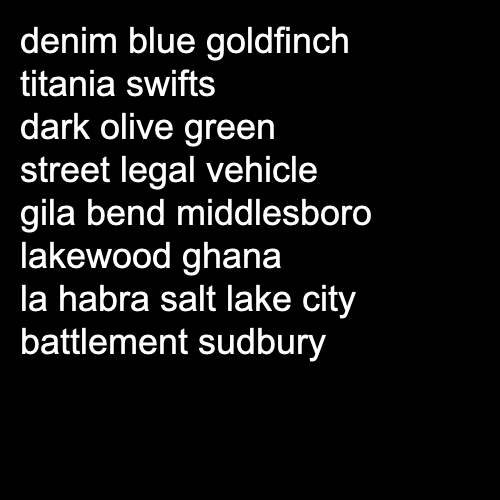 denim blue goldfinch
titania swifts
dark olive green
street legal vehicle
gila bend middlesboro
lakewood ghana
la habra salt lake city
battlement sudbury